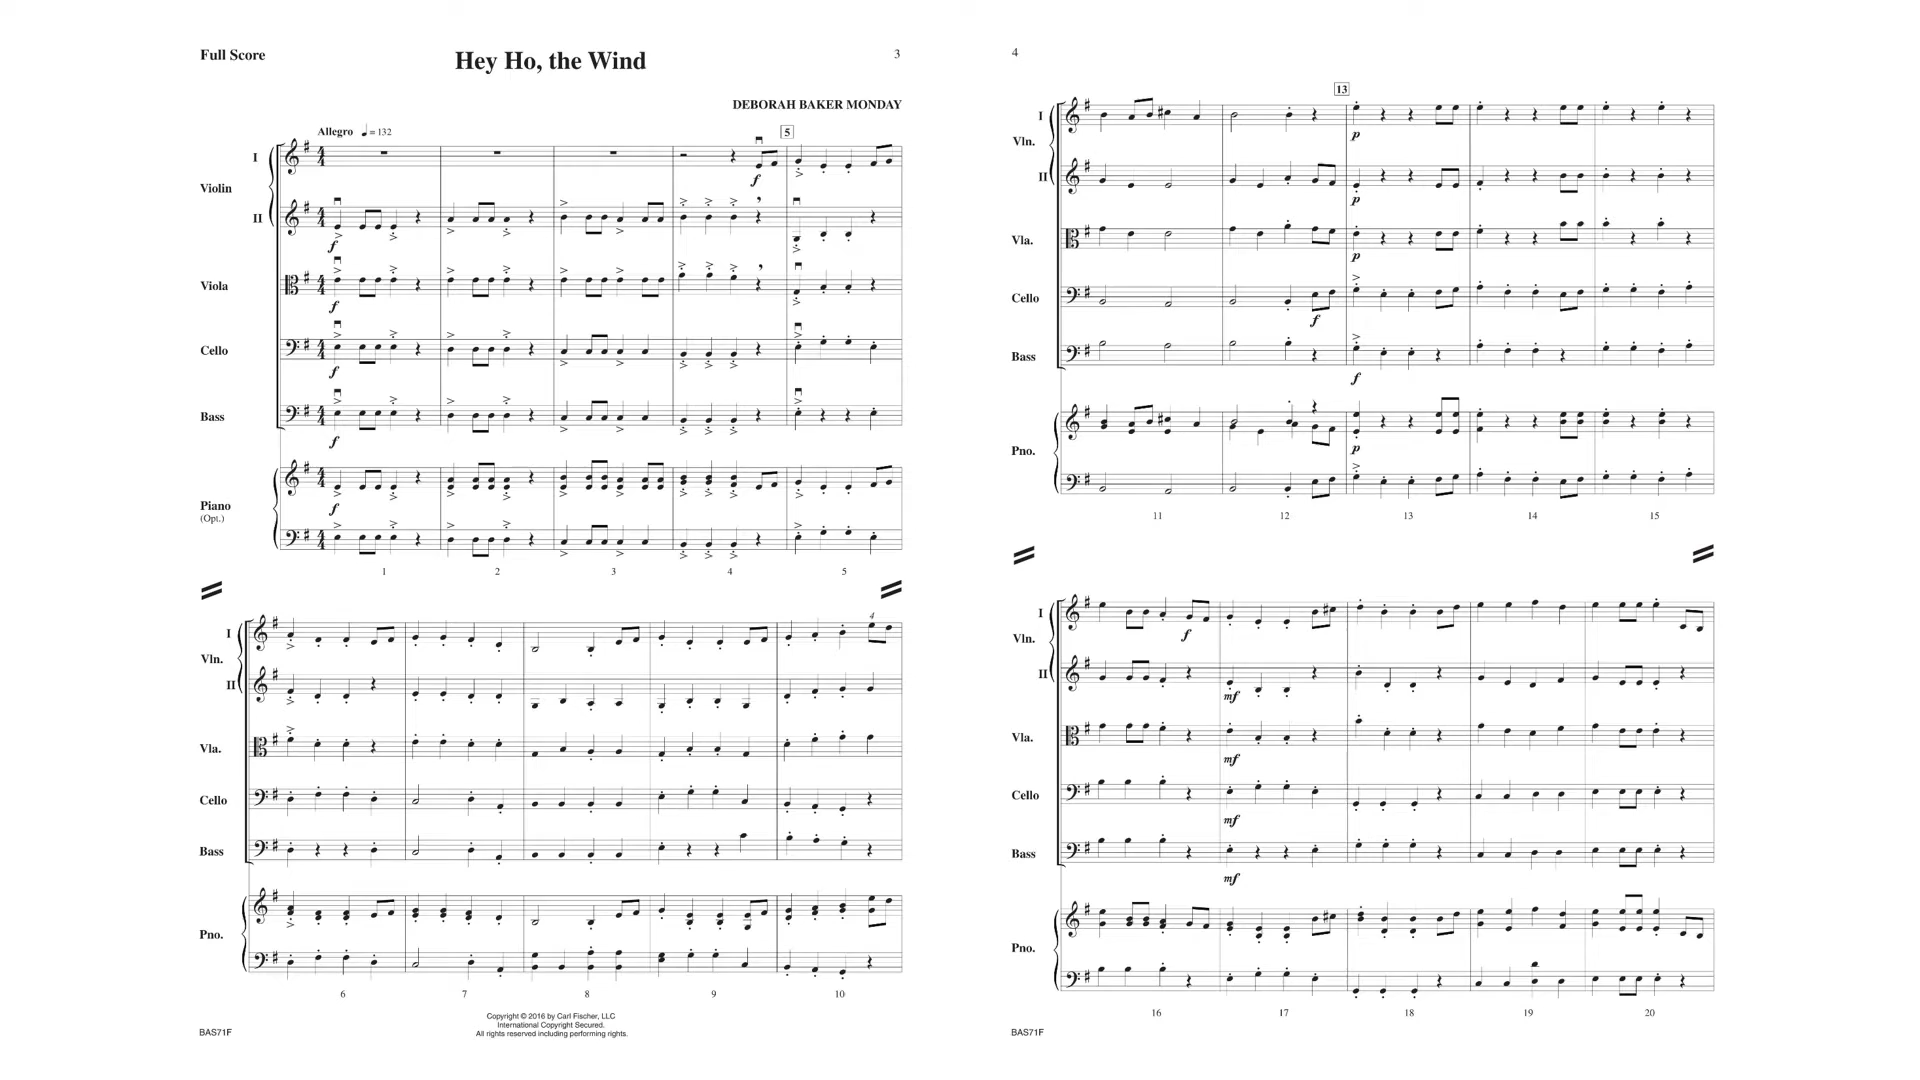 Full Score
Hey Ho, the Wind
3
DEBORAH BAKER MONDAY
Allegro ♩ = 132
5
I
Violin
II
Viola
Cello
Bass
Piano
(Opt.)
f
f
f
f
f
f
1 2 3 4 5
4
I
Vln.
II
Vla.
Cello
Bass
Pno.
6 7 8 9 10
Copyright © 2016 by Carl Fischer, LLC
International Copyright Secured.
All rights reserved including performing rights.
BAS71F
4
13
I
Vln.
II
Vla.
Cello
Bass
Pno.
p
p
p
f
f
p
11 12 13 14 15
I
Vln.
II
Vla.
Cello
Bass
Pno.
f
mf
mf
mf
mf
16 17 18 19 20
BAS71F